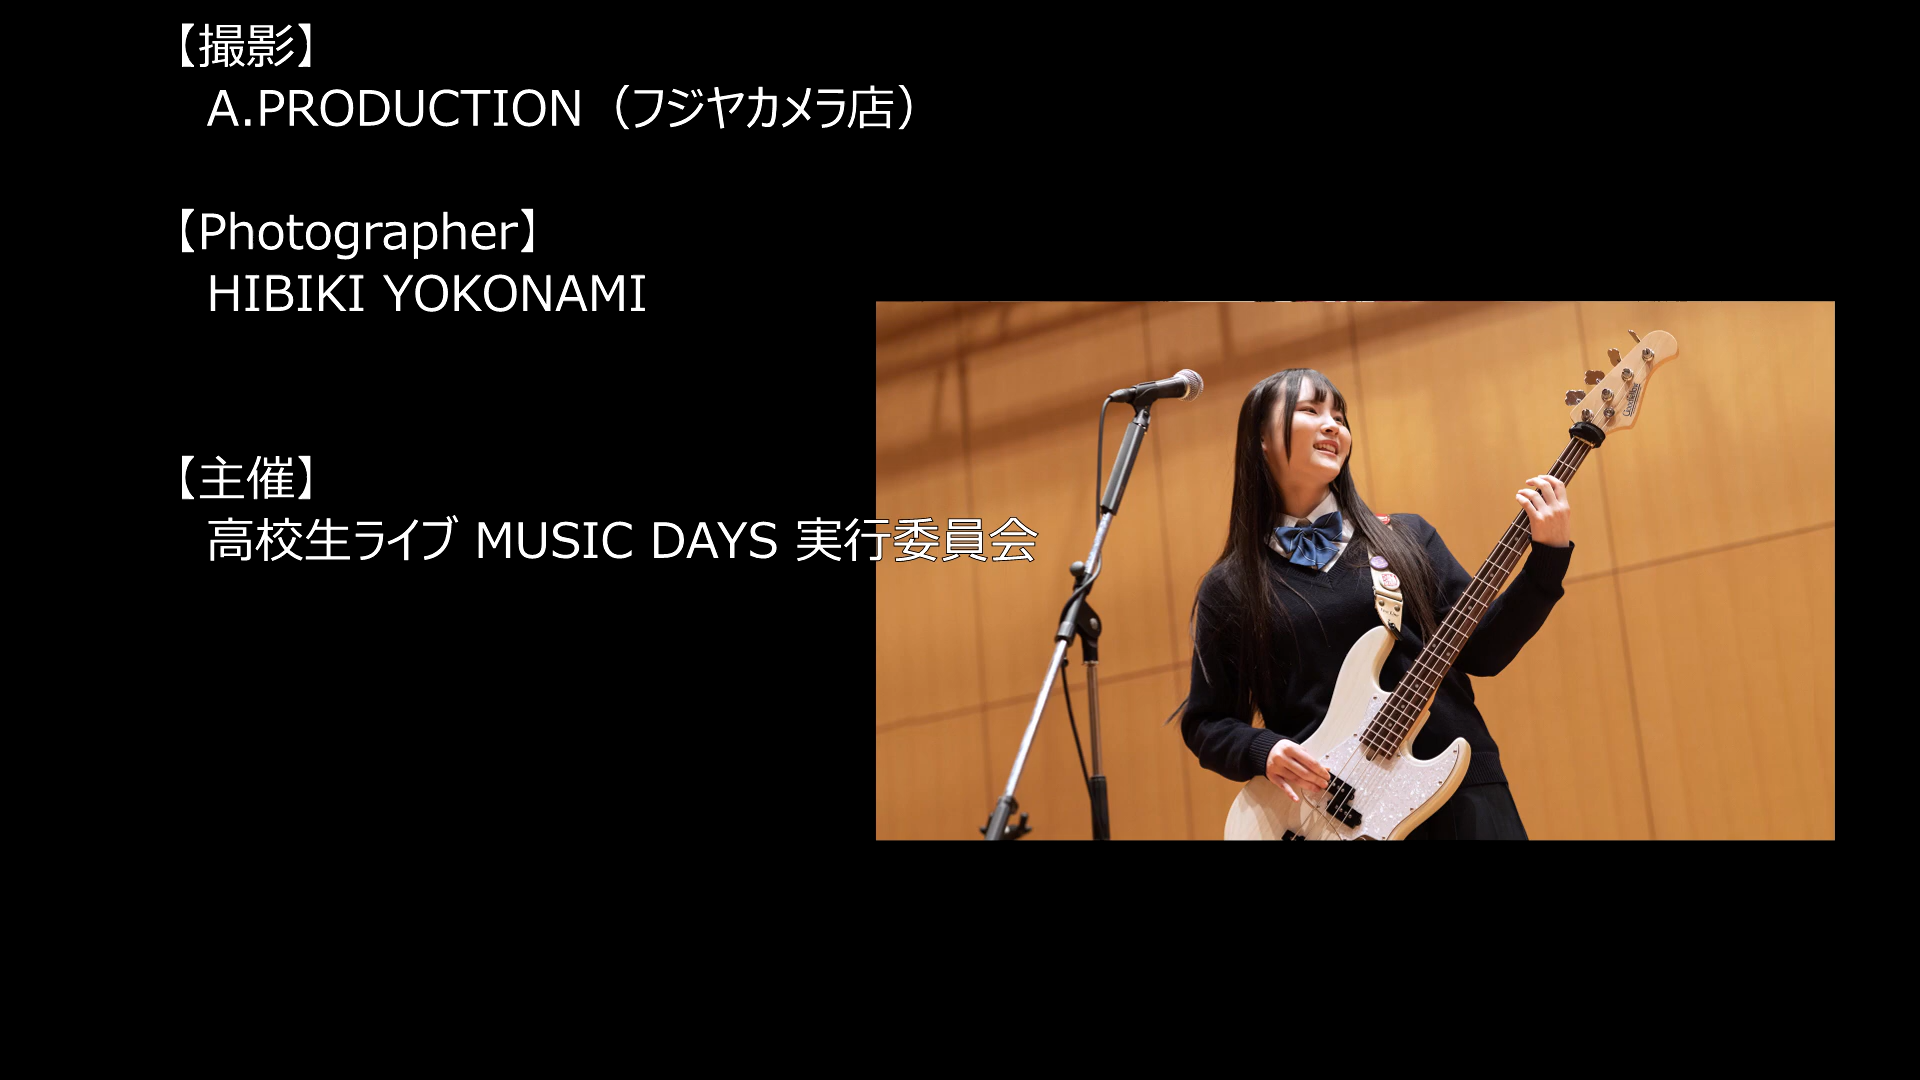 【撮影】
A.PRODUCTION（フジヤカメラ店）
【Photographer】
HIBIKI YOKONAMI
【主催】
高校生ライブ MUSIC DAYS 実行委員会